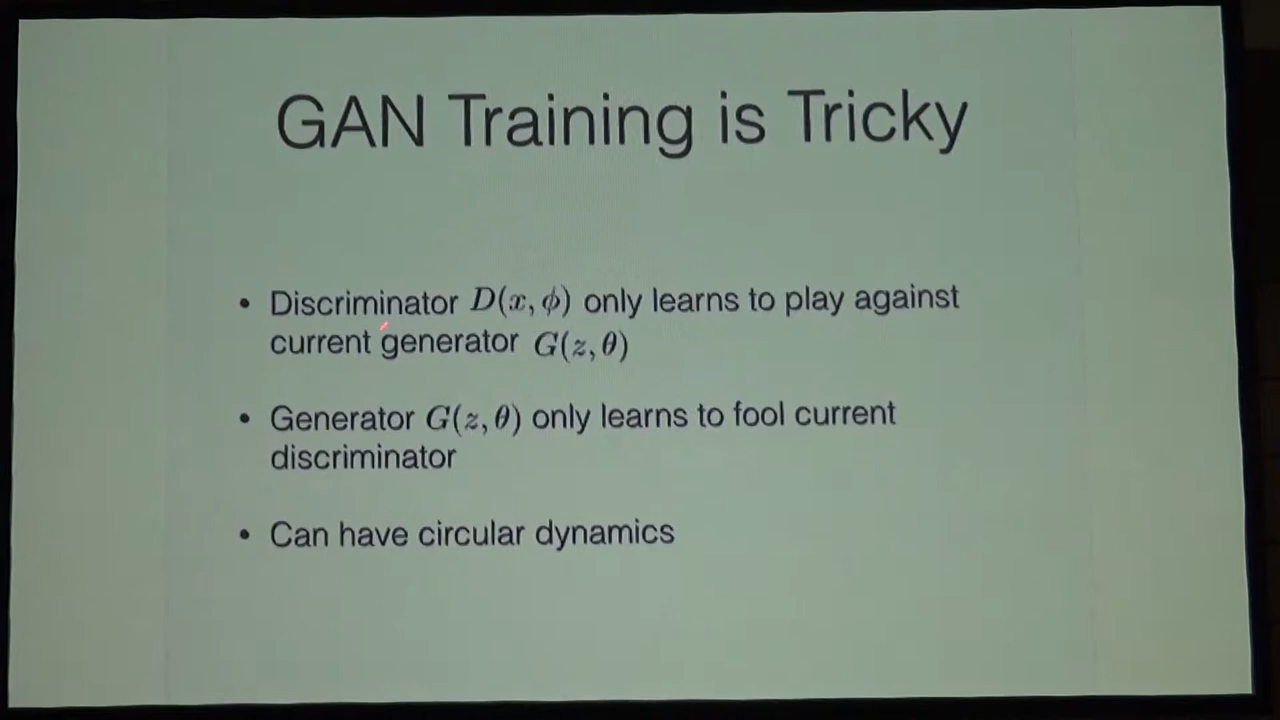 GAN Training is Tricky
• Discriminator D(x, ϕ) only learns to play against
current generator G(z, θ)
• Generator G(z, θ) only learns to fool current
discriminator
• Can have circular dynamics